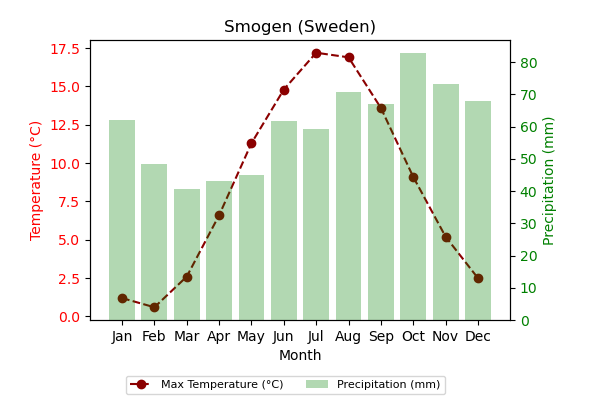 Smogen (Sweden)
Temperature (°C)
17.5
15.0
12.5
10.0
7.5
5.0
2.5
0.0
80
70
60
50
40
30
20
10
0
Precipitation (mm)
Jan Feb Mar Apr May Jun Jul Aug Sep Oct Nov Dec
Month
Max Temperature (°C) Precipitation (mm)